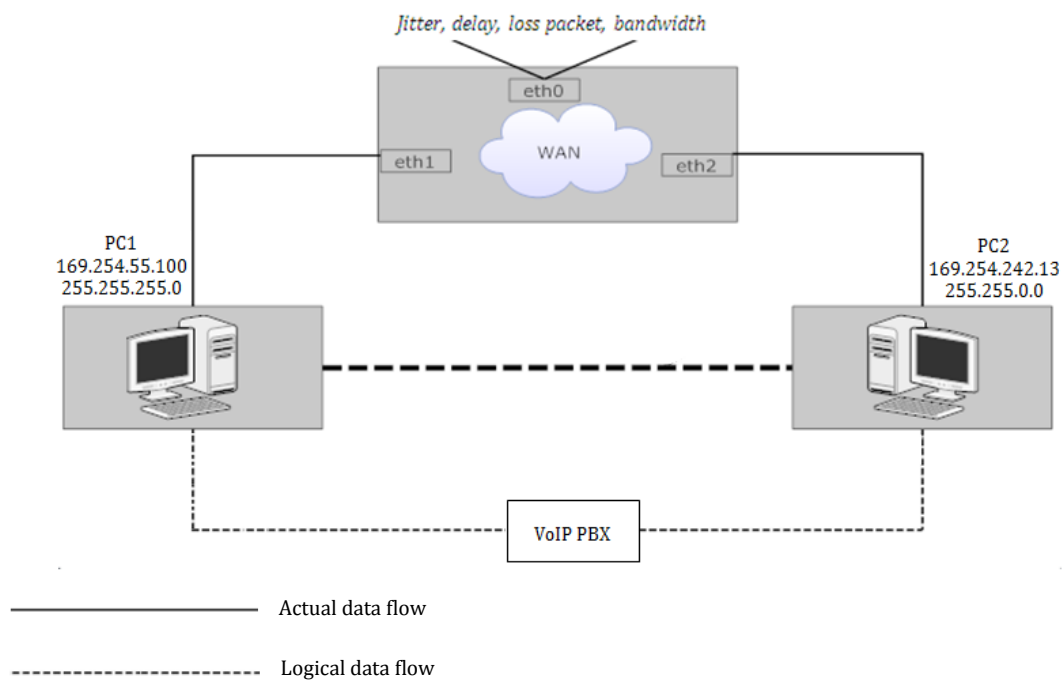 Jitter, delay, loss packet, bandwidth
eth0
WAN
eth1
eth2
PC1
169.254.55.100
255.255.255.0
PC2
169.254.242.13
255.255.0.0
VoIP PBX
Actual data flow
Logical data flow